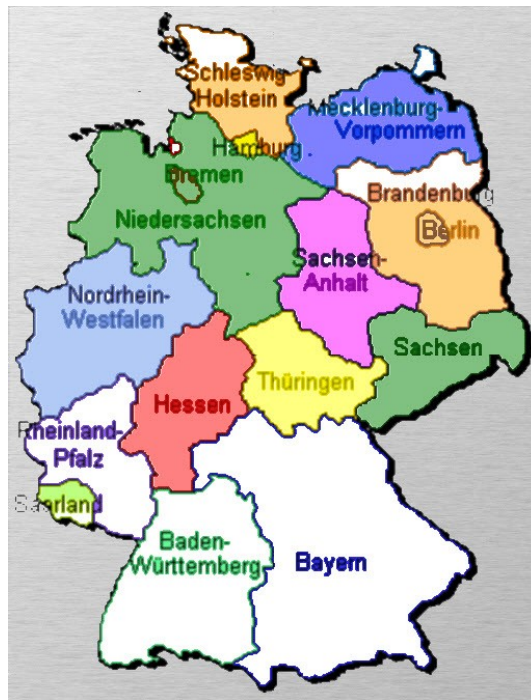 Schleswig-
Holstein
Mecklenburg-
Vorpommern
Hamburg
Bremen
Niedersachsen
Brandenburg
Berlin
Sachsen-
Anhalt
Nordrhein-
Westfalen
Sachsen
Thüringen
Hessen
Rheinland-
Pfalz
Saarland
Baden-
Württemberg
Bayern